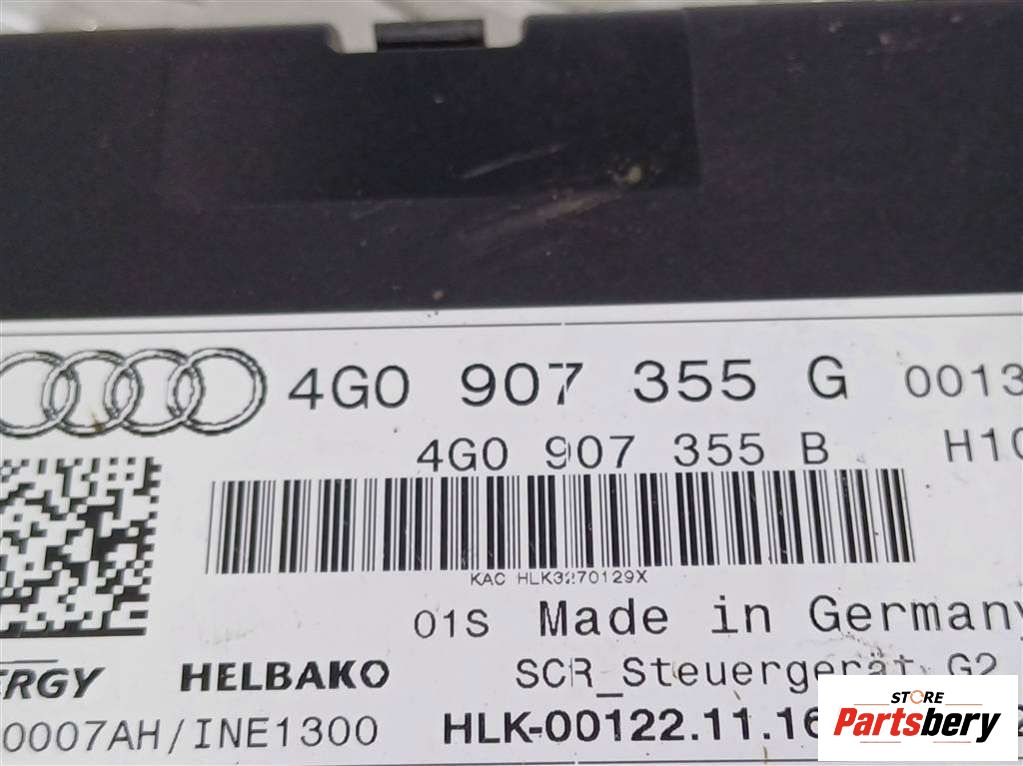 4G0 907 355 G 0013
4G0 907 355 B H10
KAC HLK3270129X
01S Made in Germany
ERGY HELBAKO SCR_Steuergerät G2
0007AH/INE1300 HLK-00122.11.16
STORE
Partsbery